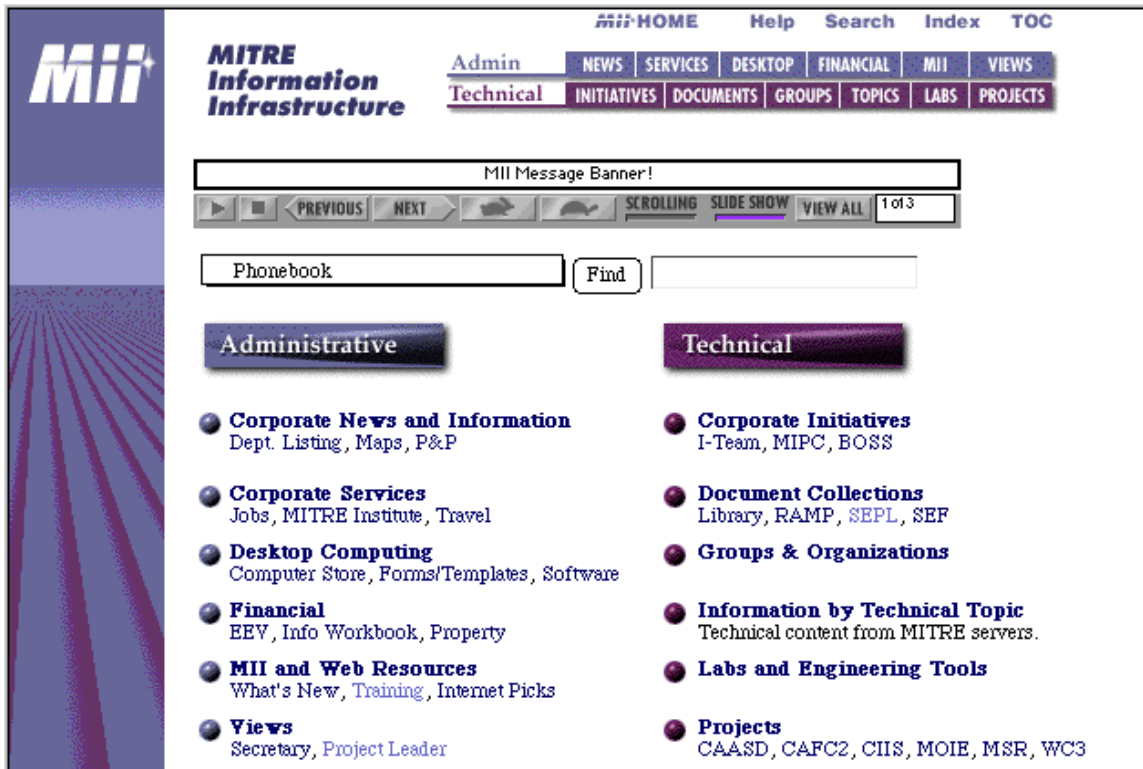 Mii
MITRE
Information
Infrastructure
Mii·HOME Help Search Index TOC
Admin NEWS SERVICES DESKTOP FINANCIAL MII VIEWS
Technical INITIATIVES DOCUMENTS GROUPS TOPICS LABS PROJECTS
MII Message Banner!
PREVIOUS NEXT SCROLLING SLIDE SHOW VIEW ALL 1 of 3
Phonebook Find
Administrative
Corporate News and Information
Dept. Listing, Maps, P&P
Corporate Services
Jobs, MITRE Institute, Travel
Desktop Computing
Computer Store, Forms/Templates, Software
Financial
EEV, Info Workbook, Property
MII and Web Resources
What's New, Training, Internet Picks
Views
Secretary, Project Leader
Technical
Corporate Initiatives
I-Team, MIPC, BOSS
Document Collections
Library, RAMP, SEPL, SEF
Groups & Organizations
Information by Technical Topic
Technical content from MITRE servers.
Labs and Engineering Tools
Projects
CAASD, CAFC2, CIIS, MOIE, MSR, WC3